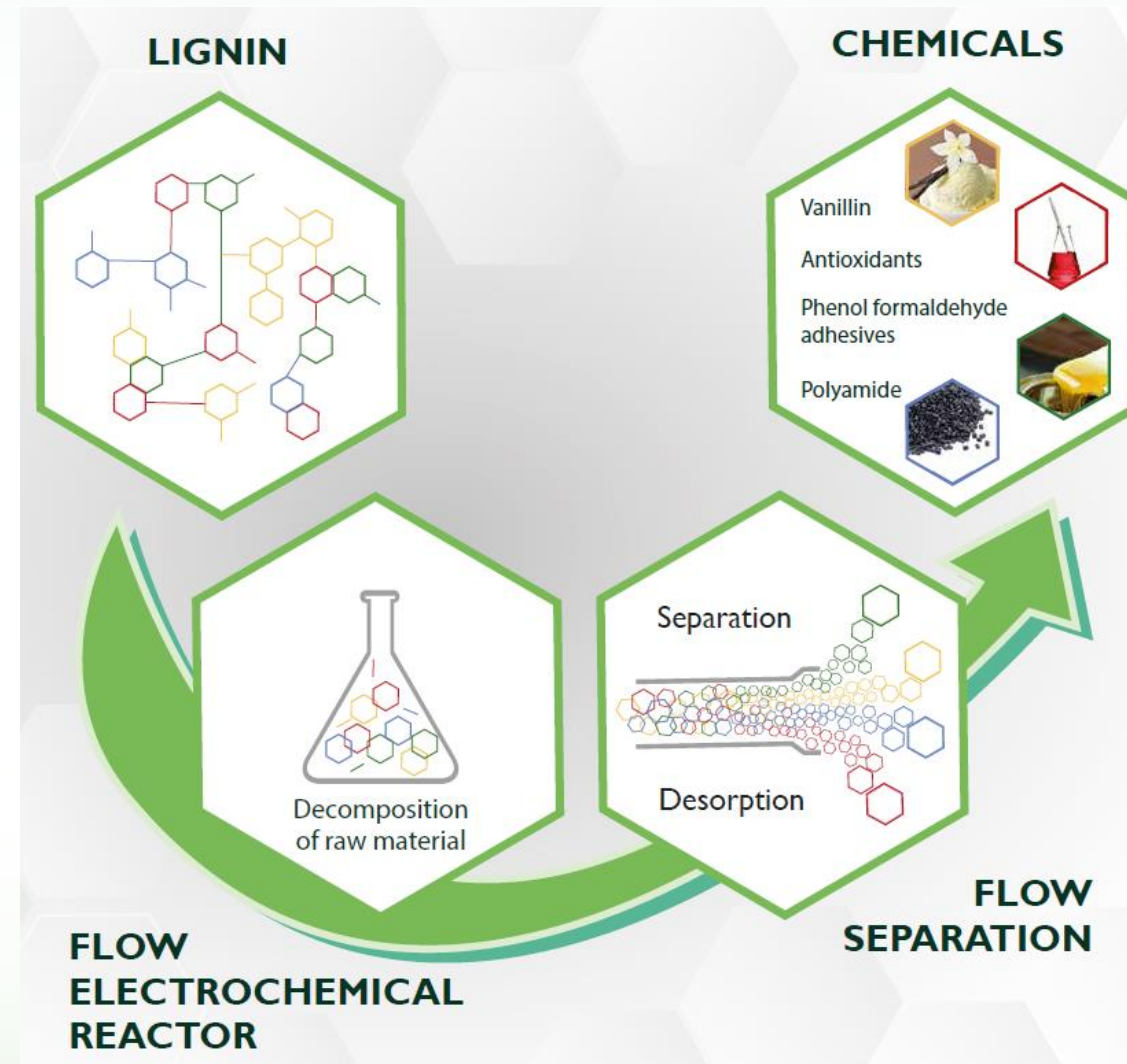 LIGNIN
CHEMICALS
Vanillin
Antioxidants
Phenol formaldehyde
adhesives
Polyamide
Decomposition
of raw material
Separation
Desorption
FLOW
ELECTROCHEMICAL
REACTOR
FLOW
SEPARATION